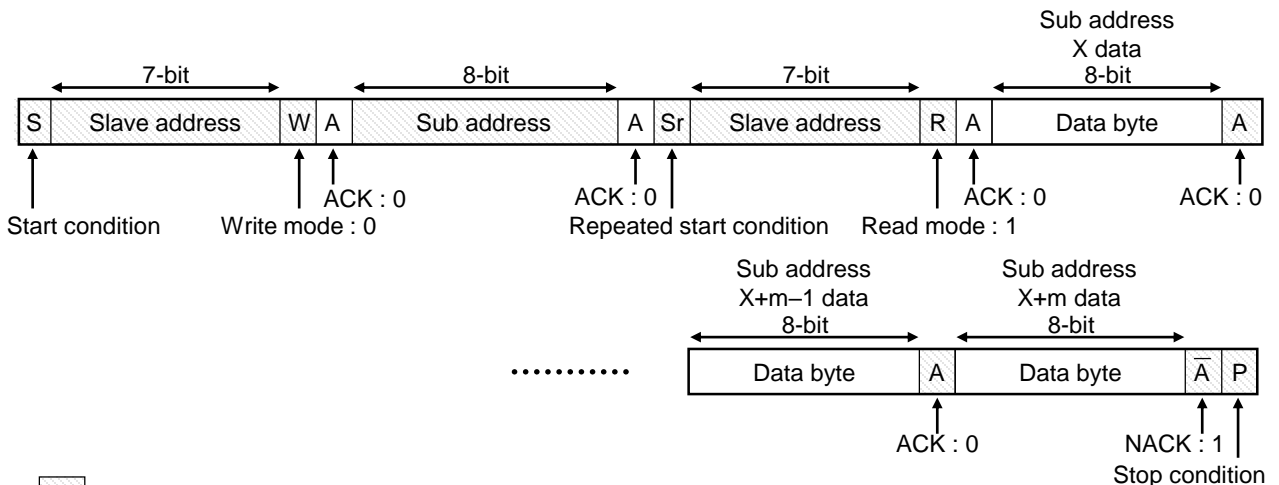 Sub address
X data
7-bit 8-bit 7-bit 8-bit
S Slave address W A Sub address A Sr Slave address R A Data byte A
ACK : 0 ACK : 0 ACK : 0 ACK : 0
Start condition Write mode : 0 Repeated start condition Read mode : 1
Sub address Sub address
X+m–1 data X+m data
8-bit 8-bit
Data byte A Data byte A̅ P
ACK : 0 NACK : 1
Stop condition